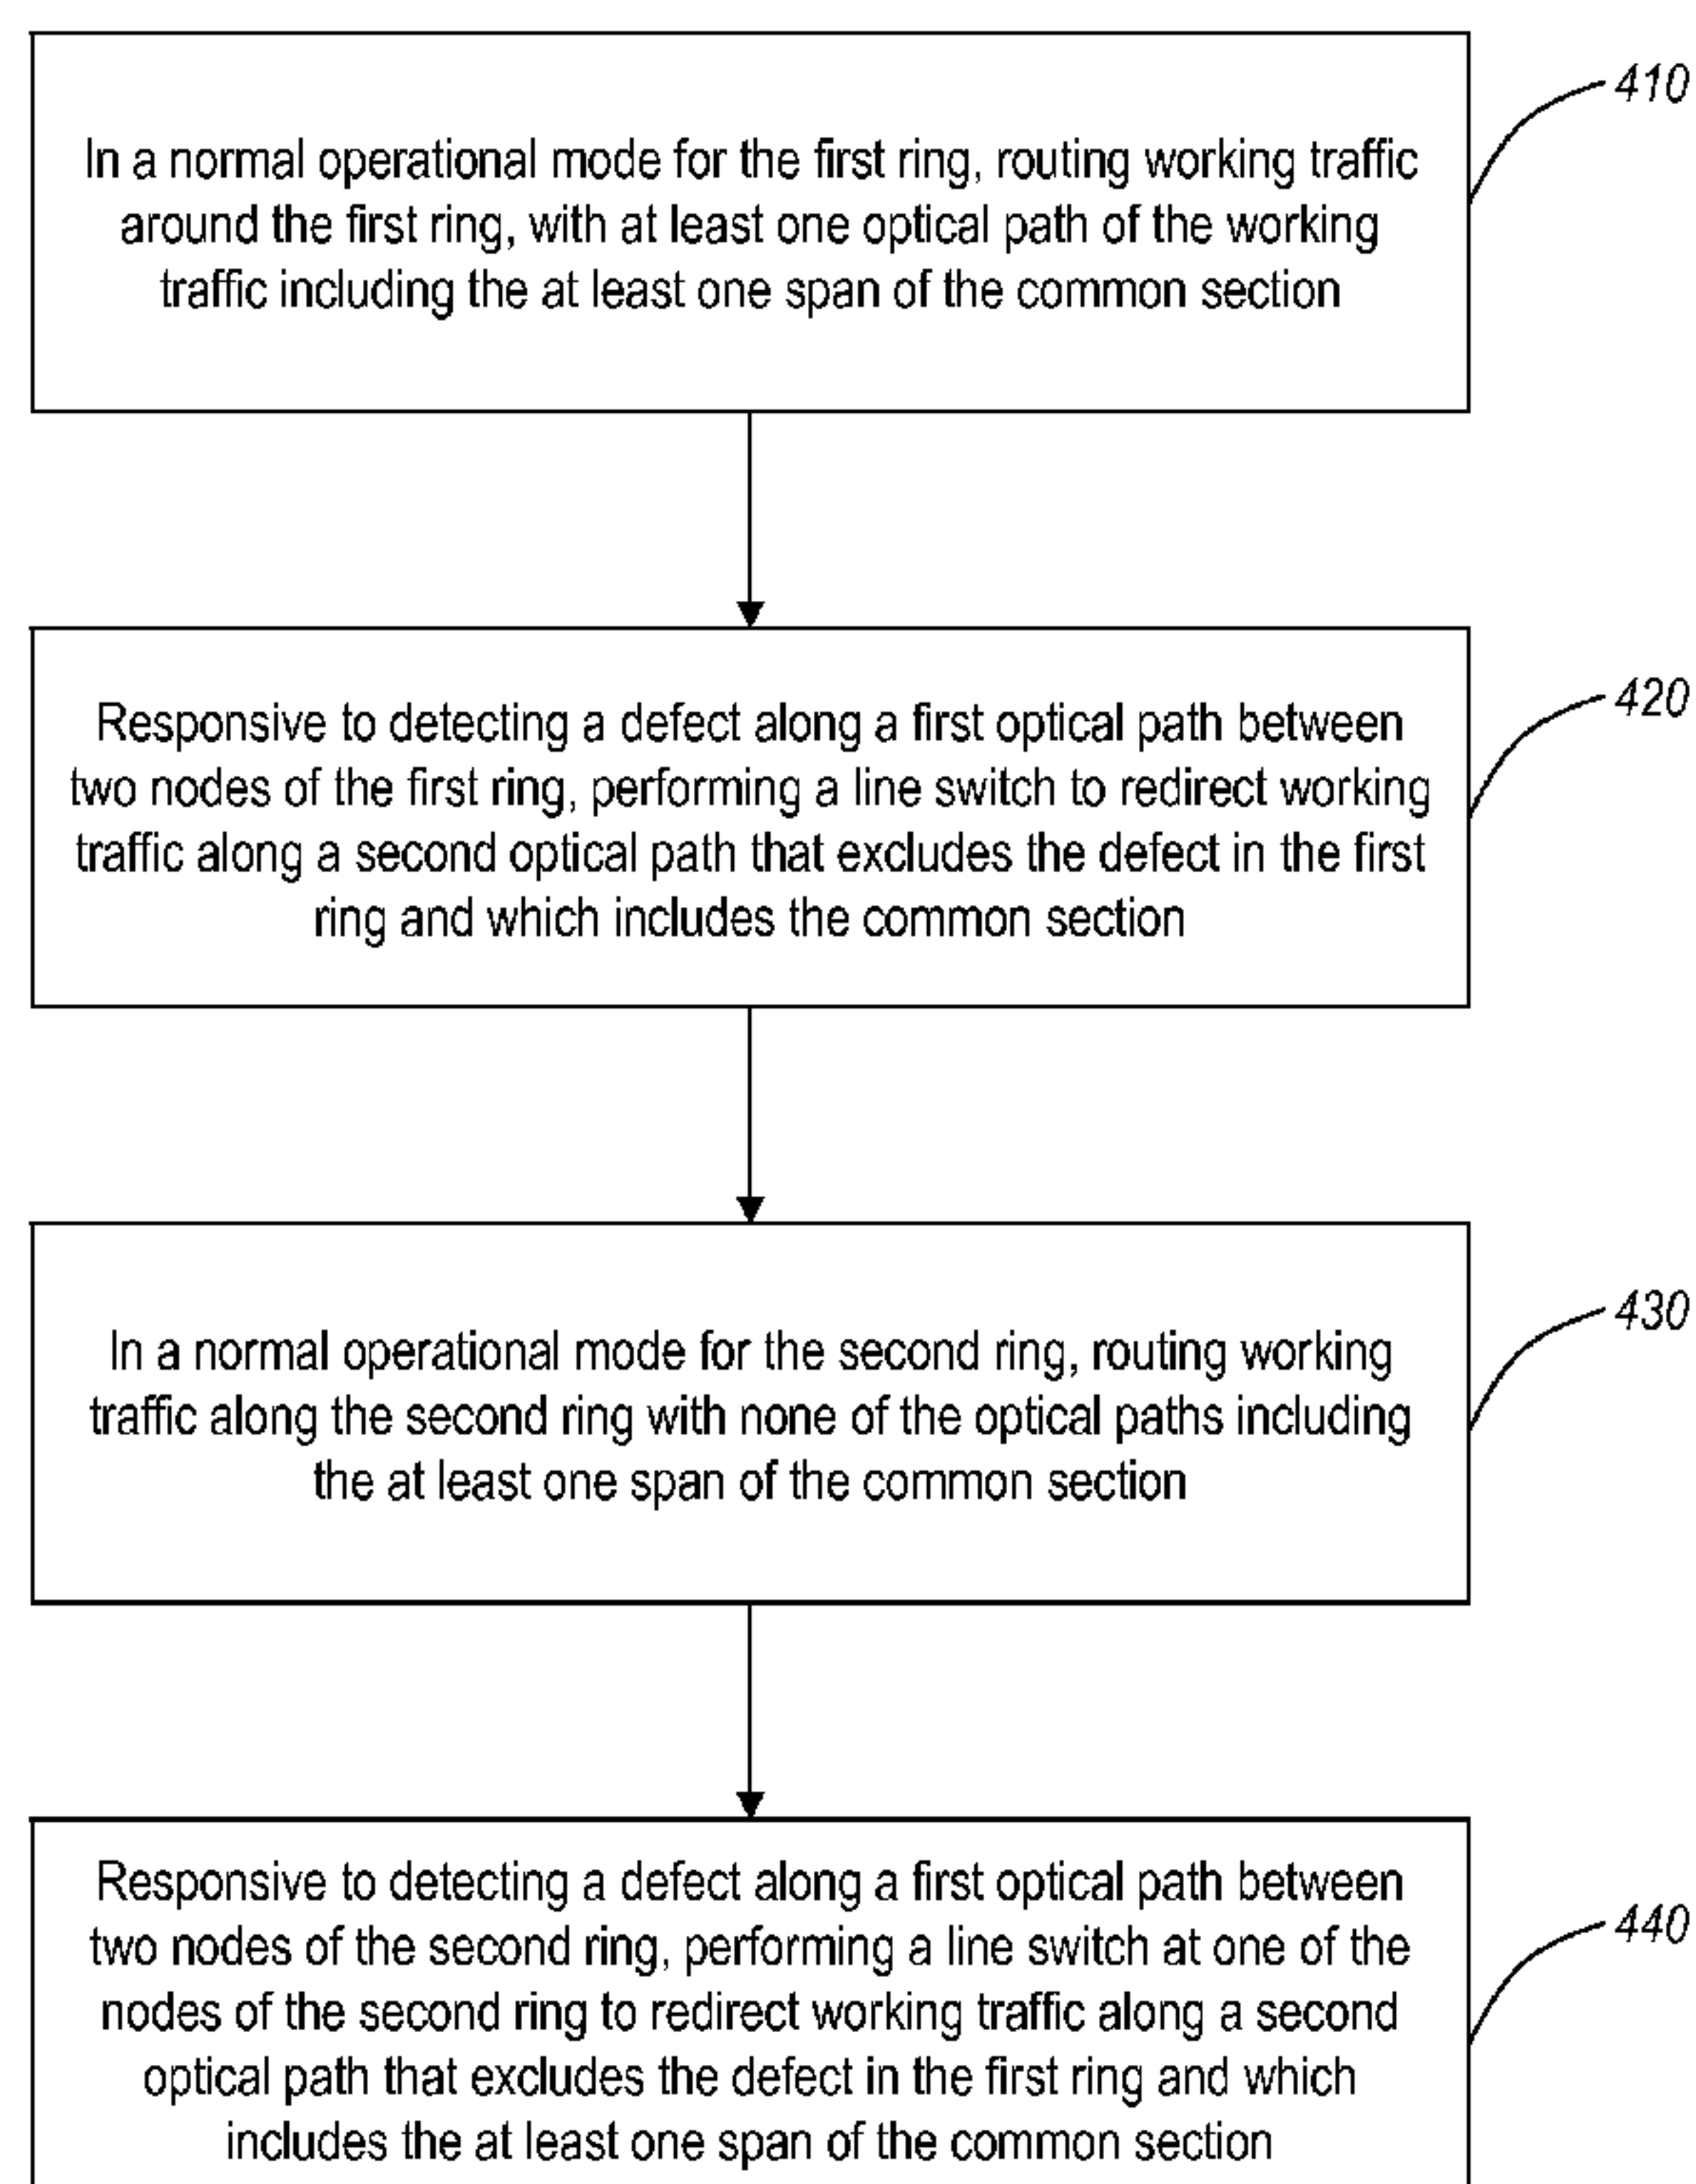 410
In a normal operational mode for the first ring, routing working traffic
around the first ring, with at least one optical path of the working
traffic including the at least one span of the common section
420
Responsive to detecting a defect along a first optical path between
two nodes of the first ring, performing a line switch to redirect working
traffic along a second optical path that excludes the defect in the first
ring and which includes the common section
430
In a normal operational mode for the second ring, routing working
traffic along the second ring with none of the optical paths including
the at least one span of the common section
440
Responsive to detecting a defect along a first optical path between
two nodes of the second ring, performing a line switch at one of the
nodes of the second ring to redirect working traffic along a second
optical path that excludes the defect in the first ring and which
includes the at least one span of the common section